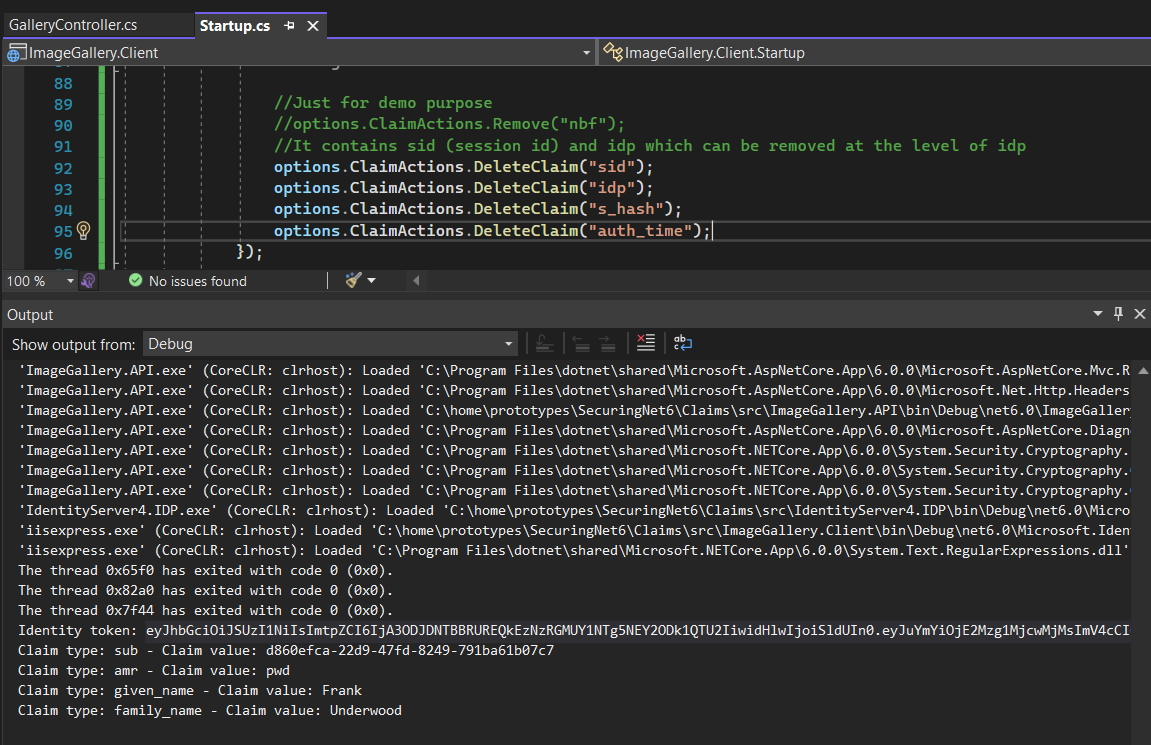 GalleryController.cs
Startup.cs
ImageGallery.Client
ImageGallery.Client.Startup
88
89 //Just for demo purpose
90 //options.ClaimActions.Remove("nbf");
91 //It contains sid (session id) and idp which can be removed at the level of idp
92 options.ClaimActions.DeleteClaim("sid");
93 options.ClaimActions.DeleteClaim("idp");
94 options.ClaimActions.DeleteClaim("s_hash");
95 options.ClaimActions.DeleteClaim("auth_time");
96 });
100 %
No issues found
Output
Show output from: Debug
'ImageGallery.API.exe' (CoreCLR: clrhost): Loaded 'C:\Program Files\dotnet\shared\Microsoft.AspNetCore.App\6.0.0\Microsoft.AspNetCore.Mvc.R
'ImageGallery.API.exe' (CoreCLR: clrhost): Loaded 'C:\Program Files\dotnet\shared\Microsoft.AspNetCore.App\6.0.0\Microsoft.Net.Http.Headers
'ImageGallery.API.exe' (CoreCLR: clrhost): Loaded 'C:\home\prototypes\SecuringNet6\Claims\src\ImageGallery.API\bin\Debug\net6.0\ImageGallery
'ImageGallery.API.exe' (CoreCLR: clrhost): Loaded 'C:\Program Files\dotnet\shared\Microsoft.AspNetCore.App\6.0.0\Microsoft.AspNetCore.Diagn
'ImageGallery.API.exe' (CoreCLR: clrhost): Loaded 'C:\Program Files\dotnet\shared\Microsoft.NETCore.App\6.0.0\System.Security.Cryptography.
'ImageGallery.API.exe' (CoreCLR: clrhost): Loaded 'C:\Program Files\dotnet\shared\Microsoft.NETCore.App\6.0.0\System.Security.Cryptography.
'ImageGallery.API.exe' (CoreCLR: clrhost): Loaded 'C:\Program Files\dotnet\shared\Microsoft.NETCore.App\6.0.0\System.Security.Cryptography.
'IdentityServer4.IDP.exe' (CoreCLR: clrhost): Loaded 'C:\home\prototypes\SecuringNet6\Claims\src\IdentityServer4.IDP\bin\Debug\net6.0\Micro
'iisexpress.exe' (CoreCLR: clrhost): Loaded 'C:\home\prototypes\SecuringNet6\Claims\src\ImageGallery.Client\bin\Debug\net6.0\Microsoft.Iden
'iisexpress.exe' (CoreCLR: clrhost): Loaded 'C:\Program Files\dotnet\shared\Microsoft.NETCore.App\6.0.0\System.Text.RegularExpressions.dll'
The thread 0x65f0 has exited with code 0 (0x0).
The thread 0x82a0 has exited with code 0 (0x0).
The thread 0x7f44 has exited with code 0 (0x0).
Identity token: eyJhbGciOiJSUzI1NiIsImtpZCI6IjA3ODJDNTBBRUREQkEzNzRGMUY1NTg5NEY2ODk1QTU2IiwidHlwIjoiSldUIn0.eyJuYmYiOjE2Mzg1MjcwMjMsImV4cCI
Claim type: sub - Claim value: d860efca-22d9-47fd-8249-791ba61b07c7
Claim type: amr - Claim value: pwd
Claim type: given_name - Claim value: Frank
Claim type: family_name - Claim value: Underwood